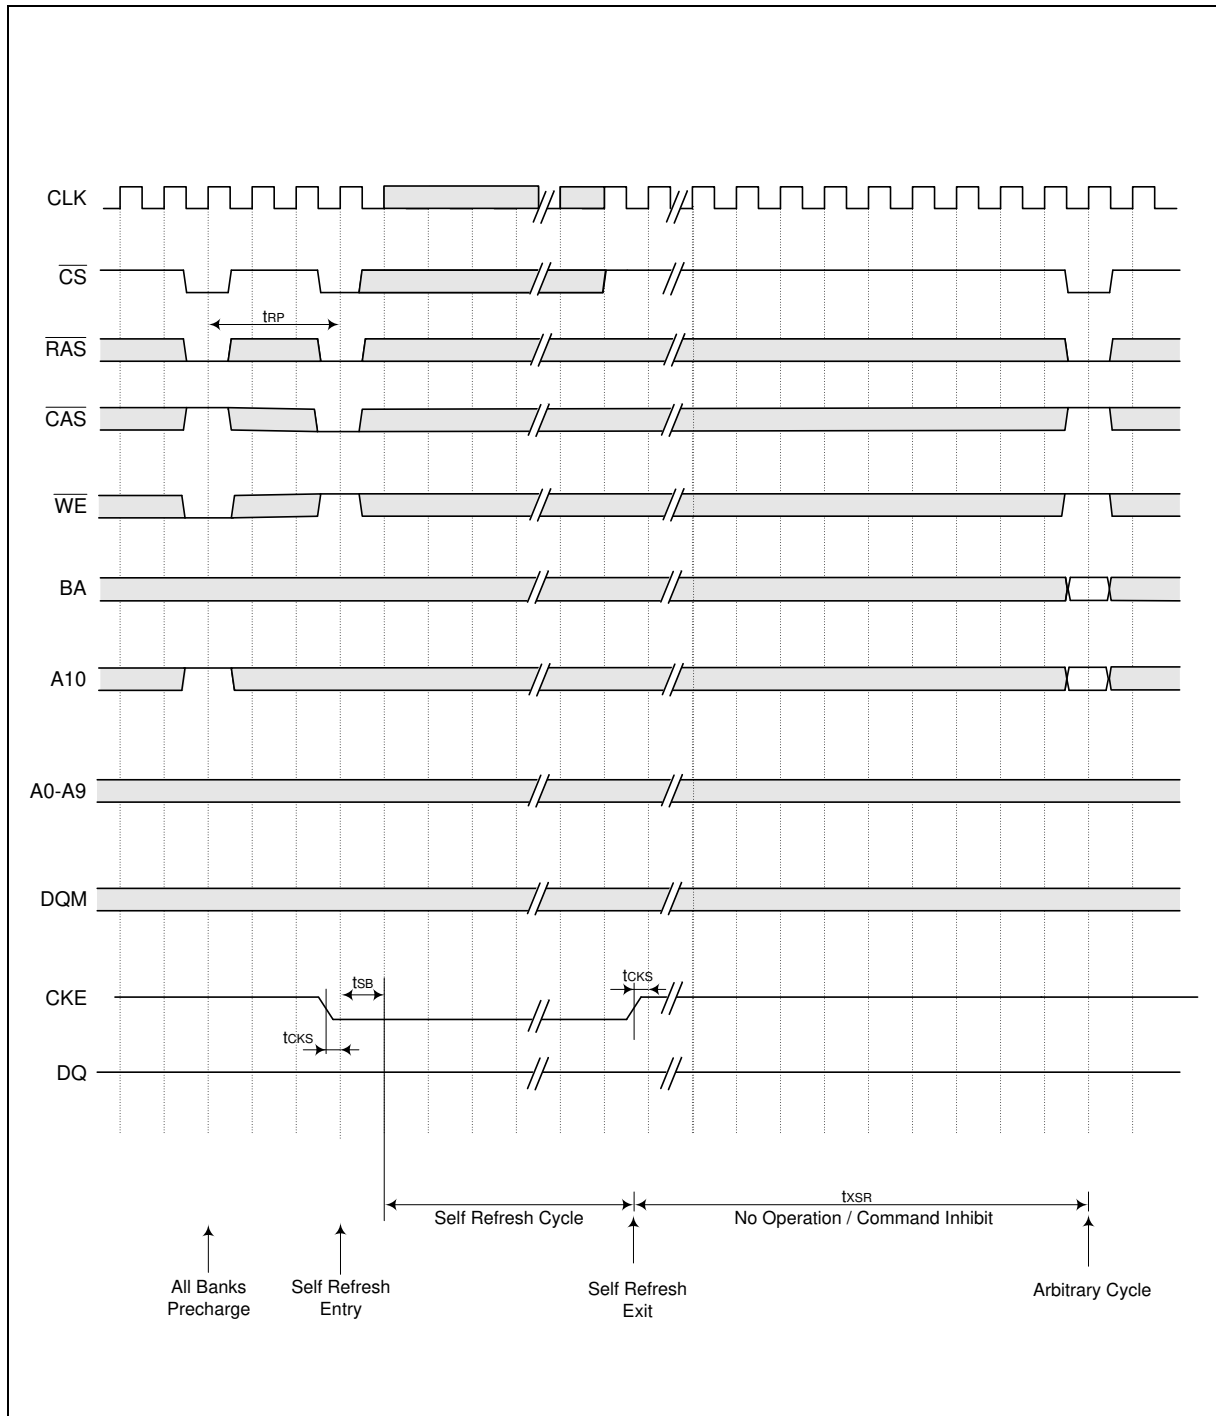 CLK
CS
tRP
RAS
CAS
WE
BA
A10
A0-A9
DQM
tSB
tCKS
CKE
tCKS
DQ
tXSR
Self Refresh Cycle
No Operation / Command Inhibit
All Banks
Precharge
Self Refresh
Entry
Self Refresh
Exit
Arbitrary Cycle